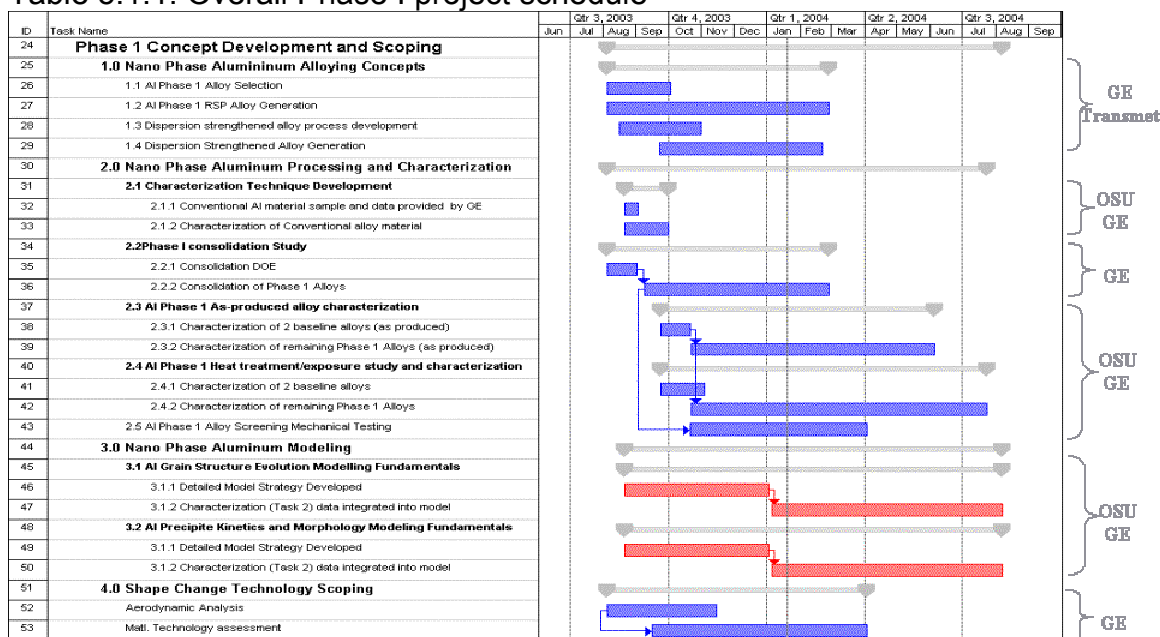 Table 3.1.1: Overall Phase I project schedule
Qtr 3, 2003 Qtr 4, 2003 Qtr 1, 2004 Qtr 2, 2004 Qtr 3, 2004
ID Task Name Jun Jul Aug Sep Oct Nov Dec Jan Feb Mar Apr May Jun Jul Aug Sep
24 Phase 1 Concept Development and Scoping
25 1.0 Nano Phase Alumininum Alloying Concepts
26 1.1 Al Phase 1 Alloy Selection
27 1.2 Al Phase 1 RSP Alloy Generation
28 1.3 Dispersion strengthened alloy process development
29 1.4 Dispersion Strengthened Alloy Generation
GE
Transmet
30 2.0 Nano Phase Aluminum Processing and Characterization
31 2.1 Characterization Technique Development
32 2.1.1 Conventional Al material sample and data provided by GE
33 2.1.2 Characterization of Conventional alloy material
OSU
GE
34 2.2Phase I consolidation Study
35 2.2.1 Consolidation DOE
36 2.2.2 Consolidation of Phase 1 Alloys
GE
37 2.3 Al Phase 1 As-produced alloy characterization
38 2.3.1 Characterization of 2 baseline alloys (as produced)
39 2.3.2 Characterization of remaining Phase 1 Alloys (as produced)
40 2.4 Al Phase 1 Heat treatment/exposure study and characterization
41 2.4.1 Characterization of 2 baseline alloys
42 2.4.2 Characterization of remaining Phase 1 Alloys
43 2.5 Al Phase 1 Alloy Screening Mechanical Testing
OSU
GE
44 3.0 Nano Phase Aluminum Modeling
45 3.1 Al Grain Structure Evolution Modelling Fundamentals
46 3.1.1 Detailed Model Strategy Developed
47 3.1.2 Characterization (Task 2) data integrated into model
48 3.2 Al Precipite Kinetics and Morphology Modeling Fundamentals
49 3.1.1 Detailed Model Strategy Developed
50 3.1.2 Characterization (Task 2) data integrated into model
OSU
GE
51 4.0 Shape Change Technology Scoping
52 Aerodynamic Analysis
53 Matl. Technology assessment
GE